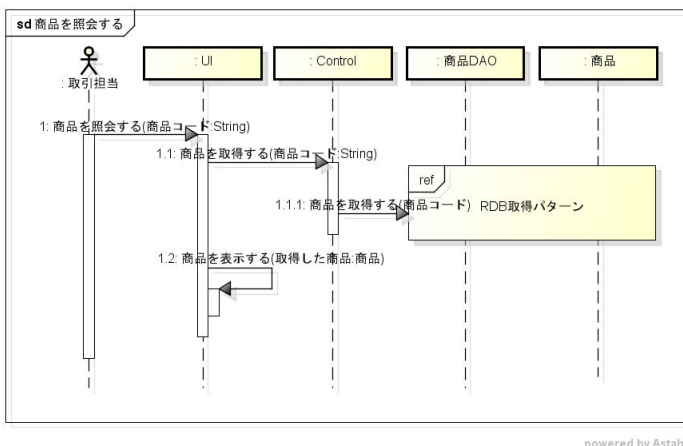 sd 商品を照会する
: 取引担当
: UI
: Control
: 商品DAO
: 商品
1: 商品を照会する(商品コード:String)
1.1: 商品を取得する(商品コード:String)
ref
1.1.1: 商品を取得する(商品コード)
RDB取得パターン
1.2: 商品を表示する(取得した商品:商品)
powered by Astah